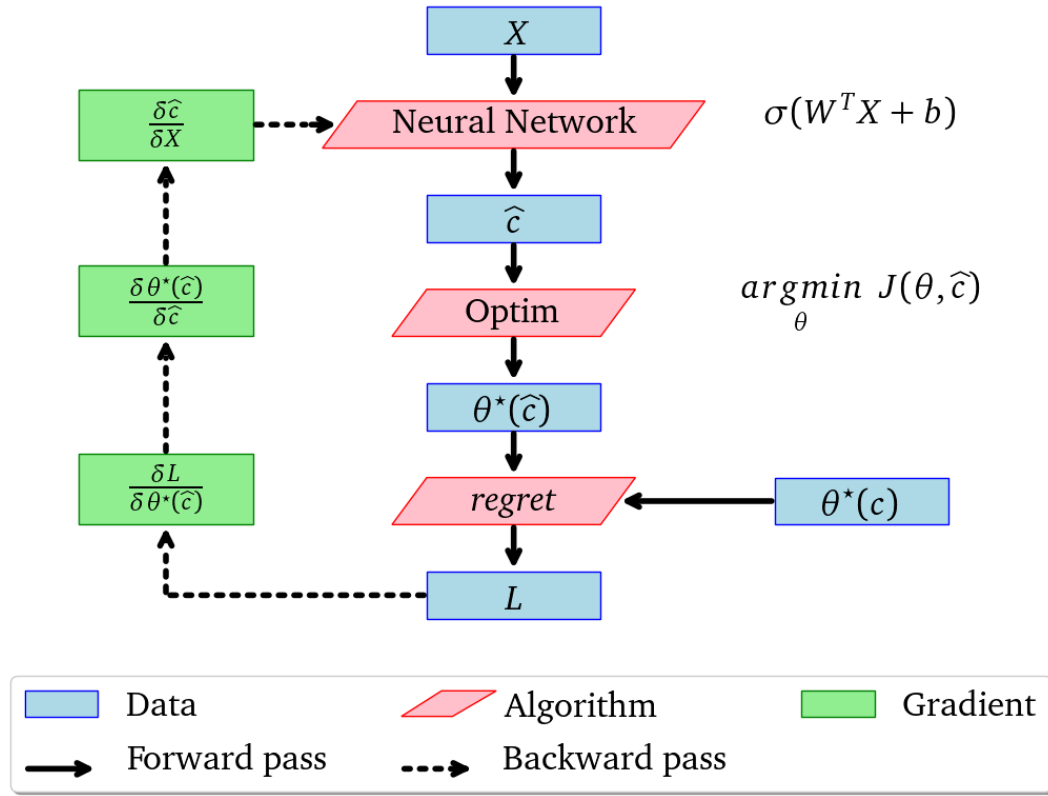 X
δĉ
δX
Neural Network
σ(W^T X + b)
ĉ
δθ⋆(ĉ)
δĉ
Optim
argmin J(θ, ĉ)
θ
θ⋆(ĉ)
δL
δθ⋆(ĉ)
regret
θ⋆(c)
L
Data
Algorithm
Gradient
Forward pass
Backward pass